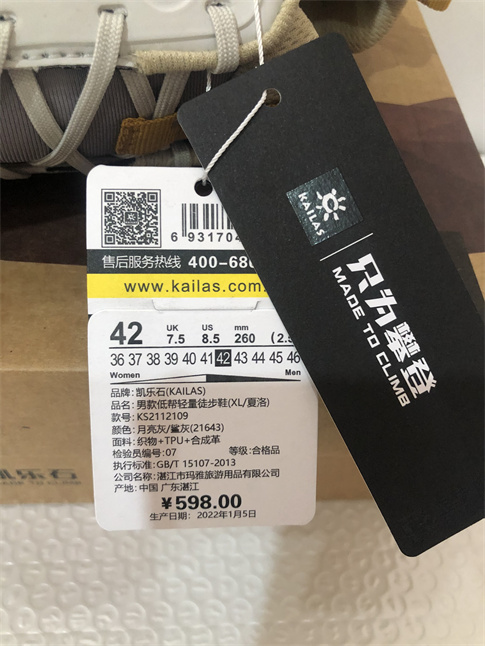 KAILAS
只为攀登
MADE TO CLIMB
6 931704
售后服务热线 400-680
www.kailas.com.
42 UK 7.5 US 8.5 mm 260 (2.5
36 37 38 39 40 41 42 43 44 45 46
Women Men
品牌: 凯乐石(KAILAS)
品名: 男款低帮轻量徒步鞋(XL/夏洛)
款号: KS2112109
颜色: 月亮灰/鲨灰(21643)
面料: 织物+TPU+合成革
检验员编号: 07 等级: 合格品
执行标准: GB/T 15107-2013
公司名称: 湛江市玛雅旅游用品有限公司
产地: 中国 广东湛江
¥598.00
生产日期: 2022年1月5日
乐石